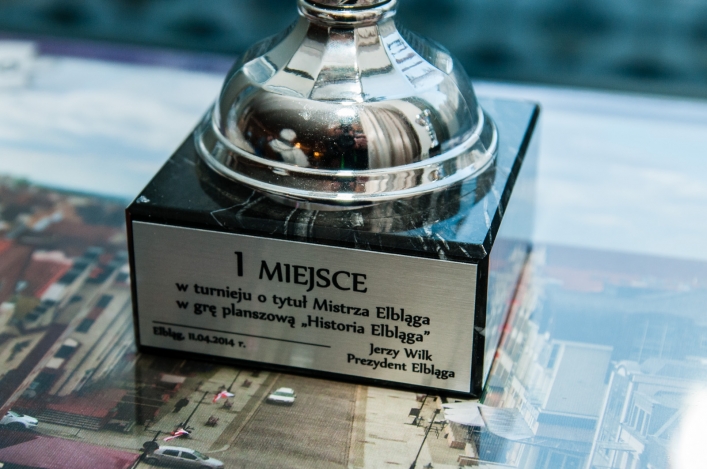 1 MIEJSCE
w turnieju o tytuł Mistrza Elbląga
w grę planszową „Historia Elbląga”
Elbląg, 11.04.2014 r.
Jerzy Wilk
Prezydent Elbląga